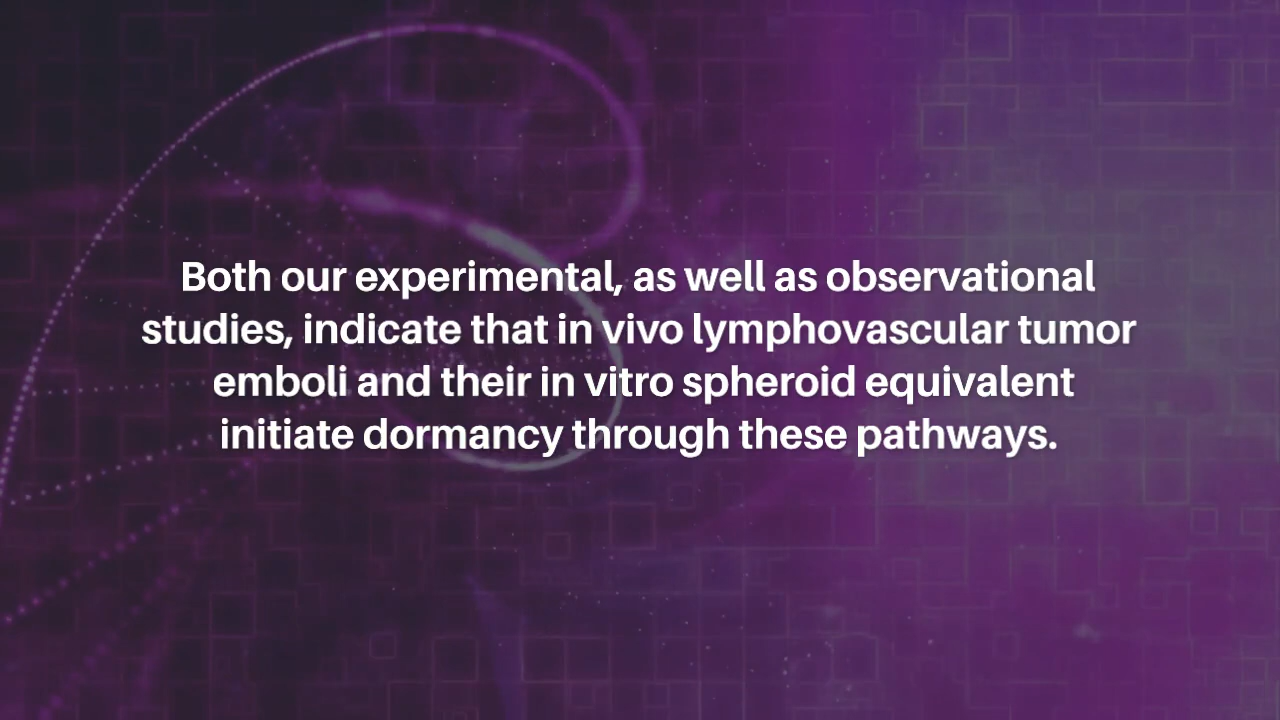 Both our experimental, as well as observational
studies, indicate that in vivo lymphovascular tumor
emboli and their in vitro spheroid equivalent
initiate dormancy through these pathways.